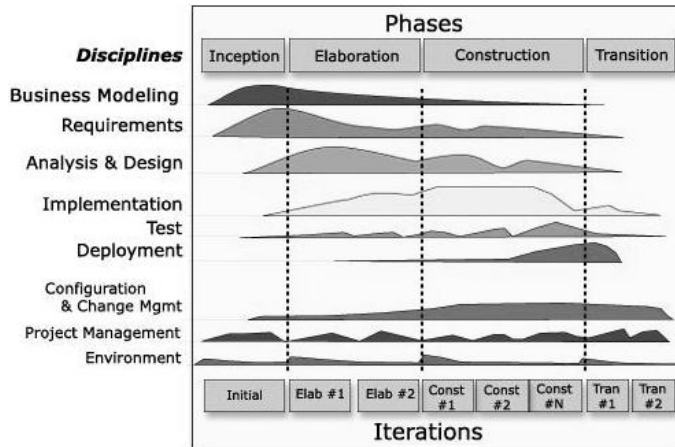 Phases
Disciplines
Inception
Elaboration
Construction
Transition
Business Modeling
Requirements
Analysis & Design
Implementation
Test
Deployment
Configuration
& Change Mgmt
Project Management
Environment
Initial
Elab #1
Elab #2
Const
#1
Const
#2
Const
#N
Tran
#1
Tran
#2
Iterations